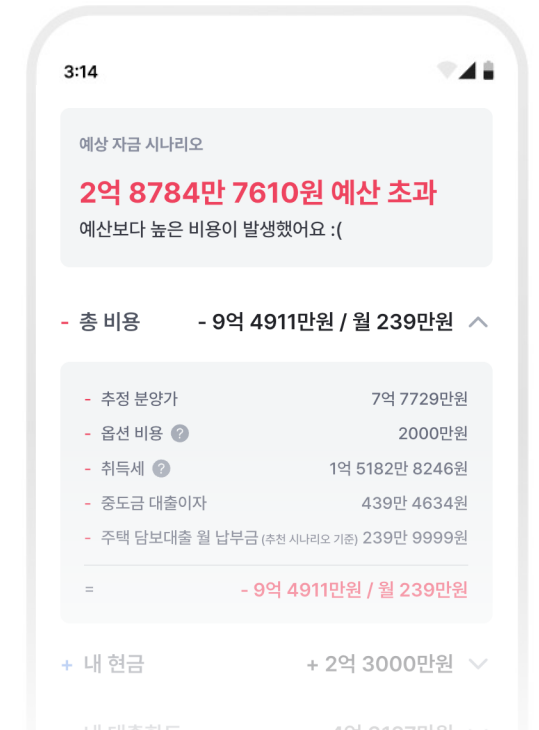 3:14
예상 자금 시나리오
2억 8784만 7610원 예산 초과
예산보다 높은 비용이 발생했어요 :(
- 총 비용 - 9억 4911만원 / 월 239만원
- 추정 분양가 7억 7729만원
- 옵션 비용 ? 2000만원
- 취득세 ? 1억 5182만 8246원
- 중도금 대출이자 439만 4634원
- 주택 담보대출 월 납부금 (추천 시나리오 기준) 239만 9999원
= - 9억 4911만원 / 월 239만원
+ 내 현금 + 2억 3000만원